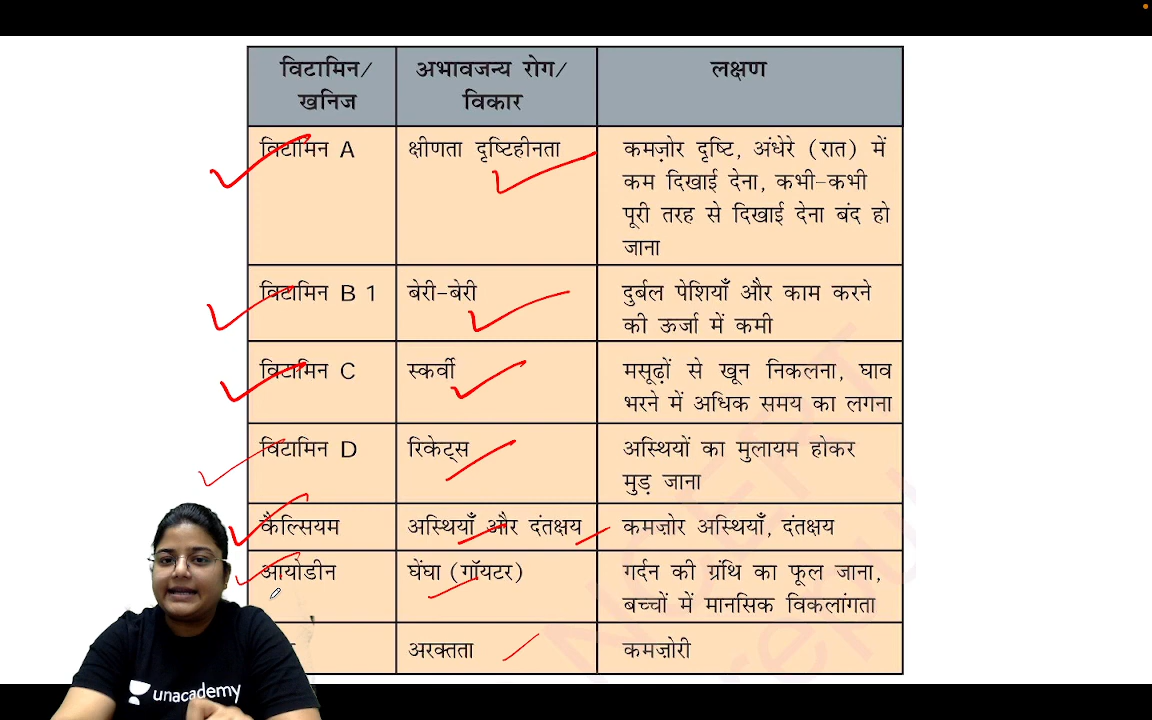 विटामिन/
खनिज
अभावजन्य रोग/
विकार
लक्षण
विटामिन A
क्षीणता दृष्टिहीनता
कमज़ोर दृष्टि, अंधेरे (रात) में
कम दिखाई देना, कभी-कभी
पूरी तरह से दिखाई देना बंद हो
जाना
विटामिन B 1
बेरी-बेरी
दुर्बल पेशियाँ और काम करने
की ऊर्जा में कमी
विटामिन C
स्कर्वी
मसूढ़ों से खून निकलना, घाव
भरने में अधिक समय का लगना
विटामिन D
रिकेट्स
अस्थियों का मुलायम होकर
मुड़ जाना
कैल्सियम
अस्थियाँ और दंतक्षय
कमज़ोर अस्थियाँ, दंतक्षय
आयोडीन
घेंघा (गॉयटर)
गर्दन की ग्रंथि का फूल जाना,
बच्चों में मानसिक विकलांगता
अरक्तता
कमज़ोरी
unacademy